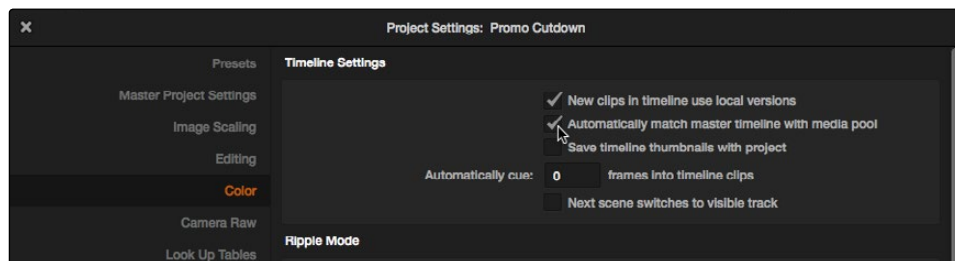 Project Settings: Promo Cutdown
Presets
Master Project Settings
Image Scaling
Editing
Color
Camera Raw
Look Up Tables
Timeline Settings
New clips in timeline use local versions
Automatically match master timeline with media pool
Save timeline thumbnails with project
Automatically cue: 0 frames into timeline clips
Next scene switches to visible track
Ripple Mode